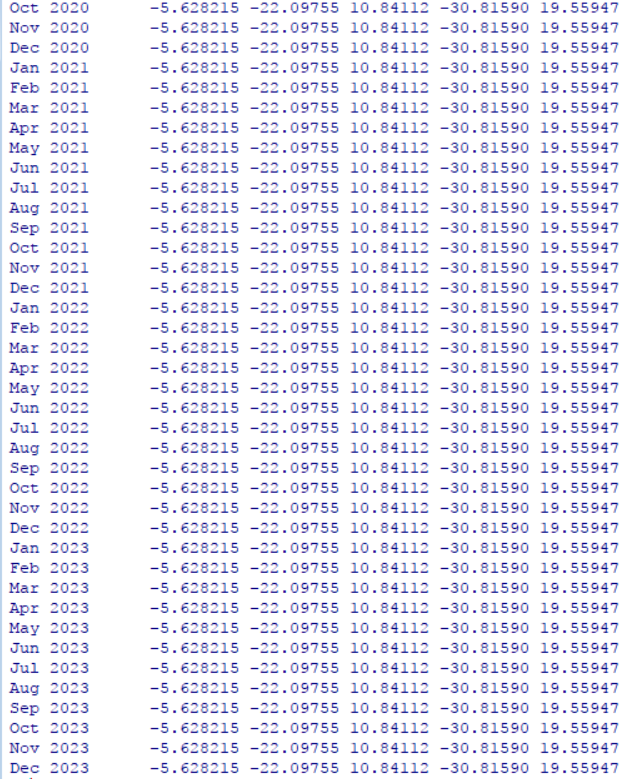 Oct 2020 -5.628215 -22.09755 10.84112 -30.81590 19.55947
Nov 2020 -5.628215 -22.09755 10.84112 -30.81590 19.55947
Dec 2020 -5.628215 -22.09755 10.84112 -30.81590 19.55947
Jan 2021 -5.628215 -22.09755 10.84112 -30.81590 19.55947
Feb 2021 -5.628215 -22.09755 10.84112 -30.81590 19.55947
Mar 2021 -5.628215 -22.09755 10.84112 -30.81590 19.55947
Apr 2021 -5.628215 -22.09755 10.84112 -30.81590 19.55947
May 2021 -5.628215 -22.09755 10.84112 -30.81590 19.55947
Jun 2021 -5.628215 -22.09755 10.84112 -30.81590 19.55947
Jul 2021 -5.628215 -22.09755 10.84112 -30.81590 19.55947
Aug 2021 -5.628215 -22.09755 10.84112 -30.81590 19.55947
Sep 2021 -5.628215 -22.09755 10.84112 -30.81590 19.55947
Oct 2021 -5.628215 -22.09755 10.84112 -30.81590 19.55947
Nov 2021 -5.628215 -22.09755 10.84112 -30.81590 19.55947
Dec 2021 -5.628215 -22.09755 10.84112 -30.81590 19.55947
Jan 2022 -5.628215 -22.09755 10.84112 -30.81590 19.55947
Feb 2022 -5.628215 -22.09755 10.84112 -30.81590 19.55947
Mar 2022 -5.628215 -22.09755 10.84112 -30.81590 19.55947
Apr 2022 -5.628215 -22.09755 10.84112 -30.81590 19.55947
May 2022 -5.628215 -22.09755 10.84112 -30.81590 19.55947
Jun 2022 -5.628215 -22.09755 10.84112 -30.81590 19.55947
Jul 2022 -5.628215 -22.09755 10.84112 -30.81590 19.55947
Aug 2022 -5.628215 -22.09755 10.84112 -30.81590 19.55947
Sep 2022 -5.628215 -22.09755 10.84112 -30.81590 19.55947
Oct 2022 -5.628215 -22.09755 10.84112 -30.81590 19.55947
Nov 2022 -5.628215 -22.09755 10.84112 -30.81590 19.55947
Dec 2022 -5.628215 -22.09755 10.84112 -30.81590 19.55947
Jan 2023 -5.628215 -22.09755 10.84112 -30.81590 19.55947
Feb 2023 -5.628215 -22.09755 10.84112 -30.81590 19.55947
Mar 2023 -5.628215 -22.09755 10.84112 -30.81590 19.55947
Apr 2023 -5.628215 -22.09755 10.84112 -30.81590 19.55947
May 2023 -5.628215 -22.09755 10.84112 -30.81590 19.55947
Jun 2023 -5.628215 -22.09755 10.84112 -30.81590 19.55947
Jul 2023 -5.628215 -22.09755 10.84112 -30.81590 19.55947
Aug 2023 -5.628215 -22.09755 10.84112 -30.81590 19.55947
Sep 2023 -5.628215 -22.09755 10.84112 -30.81590 19.55947
Oct 2023 -5.628215 -22.09755 10.84112 -30.81590 19.55947
Nov 2023 -5.628215 -22.09755 10.84112 -30.81590 19.55947
Dec 2023 -5.628215 -22.09755 10.84112 -30.81590 19.55947